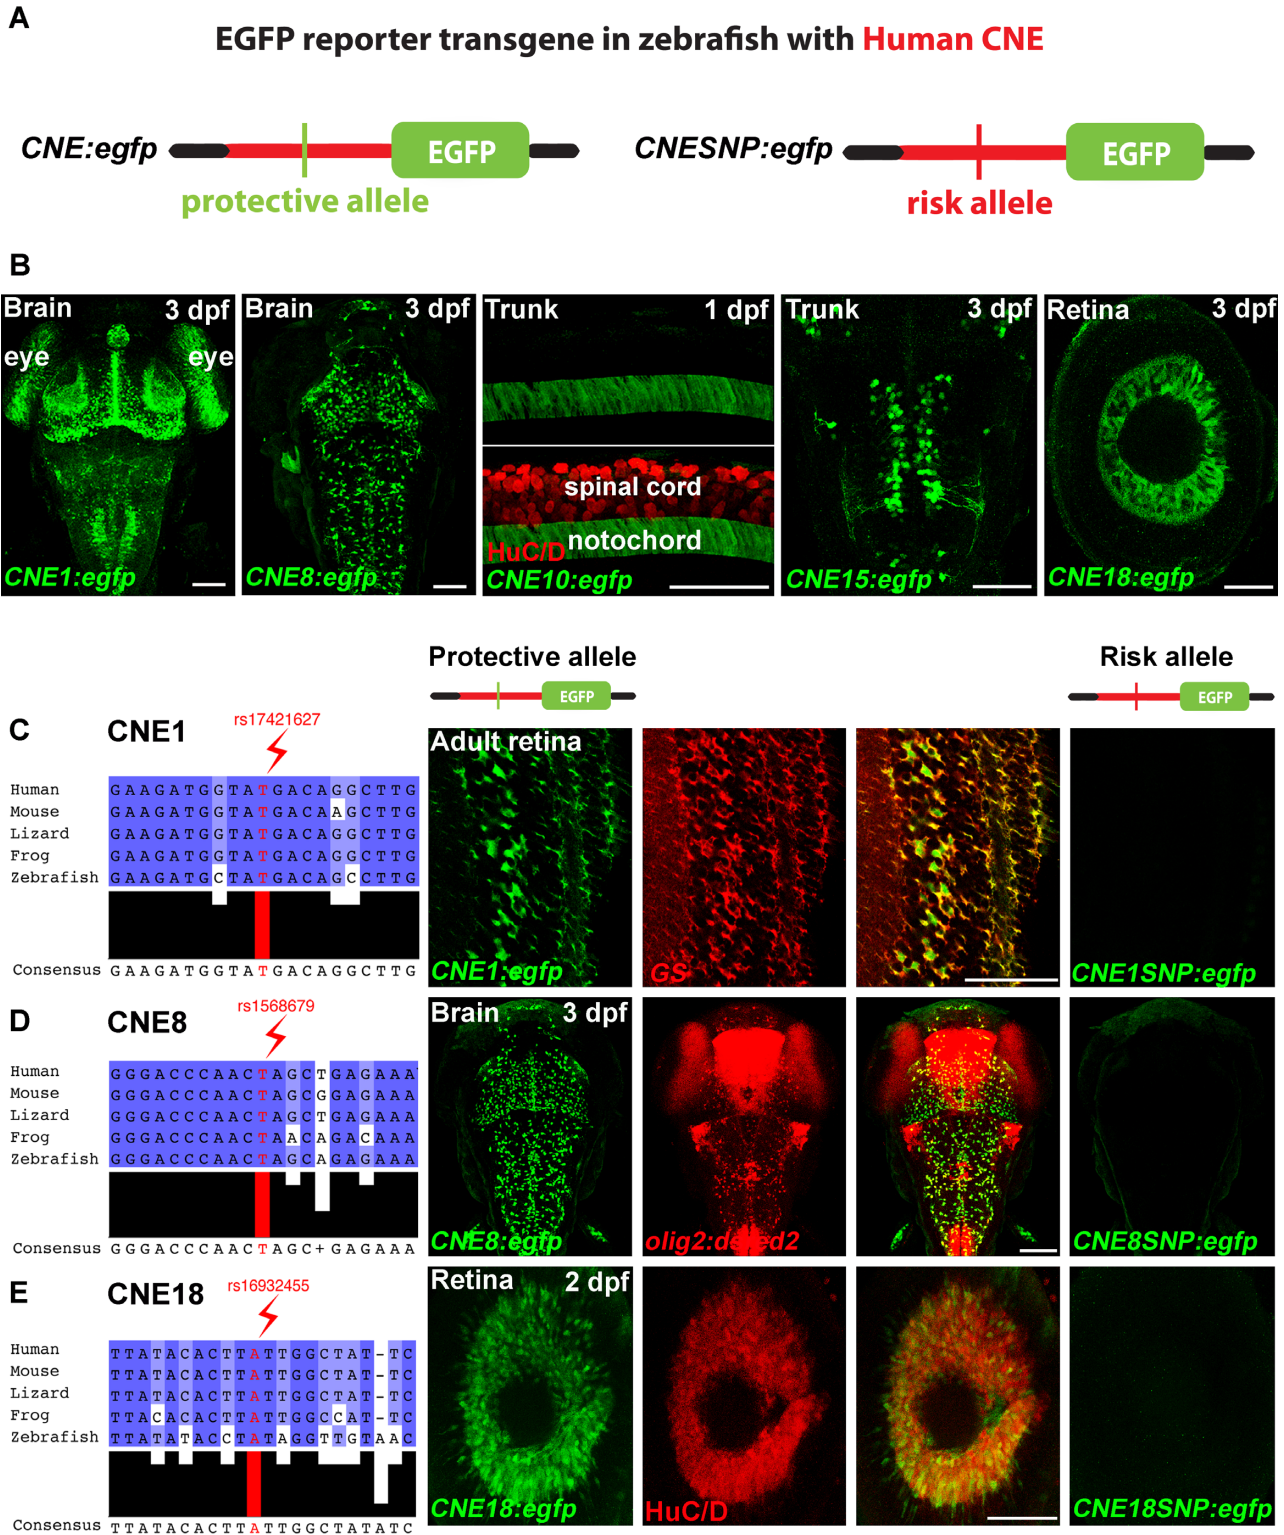 A
EGFP reporter transgene in zebrafish with Human CNE
CNE:egfp
EGFP
protective allele
CNESNP:egfp
EGFP
risk allele
B
Brain 3 dpf
eye eye
CNE1:egfp
Brain 3 dpf
CNE8:egfp
Trunk 1 dpf
spinal cord
HuC/D notochord
CNE10:egfp
Trunk 3 dpf
CNE15:egfp
Retina 3 dpf
CNE18:egfp
Protective allele
EGFP
Risk allele
EGFP
C
CNE1
rs17421627
Human GAAGATGGTATGACAGGCTTG
Mouse GAAGATGGTATGACAAGCTTG
Lizard GAAGATGGTATGACAGGCTTG
Frog GAAGATGGTATGACAGGCTTG
Zebrafish GAAGATGCTATGACAGCCTTG
Consensus GAAGATGGTATGACAGGCTTG
Adult retina
CNE1:egfp
GS
CNE1SNP:egfp
D
CNE8
rs1568679
Human GGGACCCAACTAGCTGAGAAA
Mouse GGGACCCAACTAGCGGAGAAA
Lizard GGGACCCAACTAGCTGAGAAA
Frog GGGACCCAACTAACAGACAAA
Zebrafish GGGACCCAACTAGCAGAGAAA
Consensus GGGACCCAACTAGC+GAGAAA
Brain 3 dpf
CNE8:egfp
olig2:dsred2
CNE8SNP:egfp
E
CNE18
rs16932455
Human TTATACACTTATTGGCTAT-TC
Mouse TTATACACTTATTGGCTAT-TC
Lizard TTATACACTTATTGGCTAT-TC
Frog TTACACACTTATTGGCCAT-TC
Zebrafish TTATATACCTATAGGTTGTAAC
Consensus TTATACACTTATTGGCTATATC
Retina 2 dpf
CNE18:egfp
HuC/D
CNE18SNP:egfp